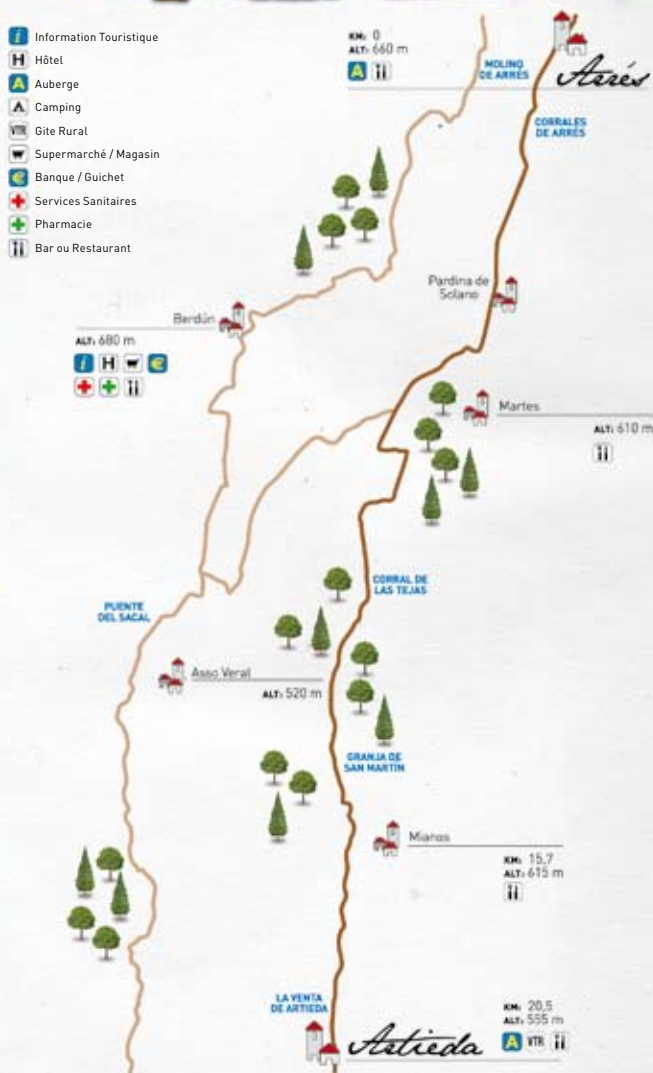 Information Touristique
H Hôtel
A Auberge
Camping
VTR Gite Rural
Supermarché / Magasin
€ Banque / Guichet
Services Sanitaires
Pharmacie
Bar ou Restaurant
KM: 0
ALT: 660 m
A
MOLINO
DE ARRÉS
Arrés
CORRALES
DE ARRÉS
Pardina de
Solano
Berdún
ALT: 680 m
i H €
Martes
ALT: 610 m
CORRAL DE
LAS TEJAS
PUENTE
DEL SACAL
Asso Veral
ALT: 520 m
GRANJA DE
SAN MARTÍN
Mianos
KM: 15,7
ALT: 615 m
LA VENTA
DE ARTIEDA
Artieda
KM: 20,5
ALT: 555 m
A VTR